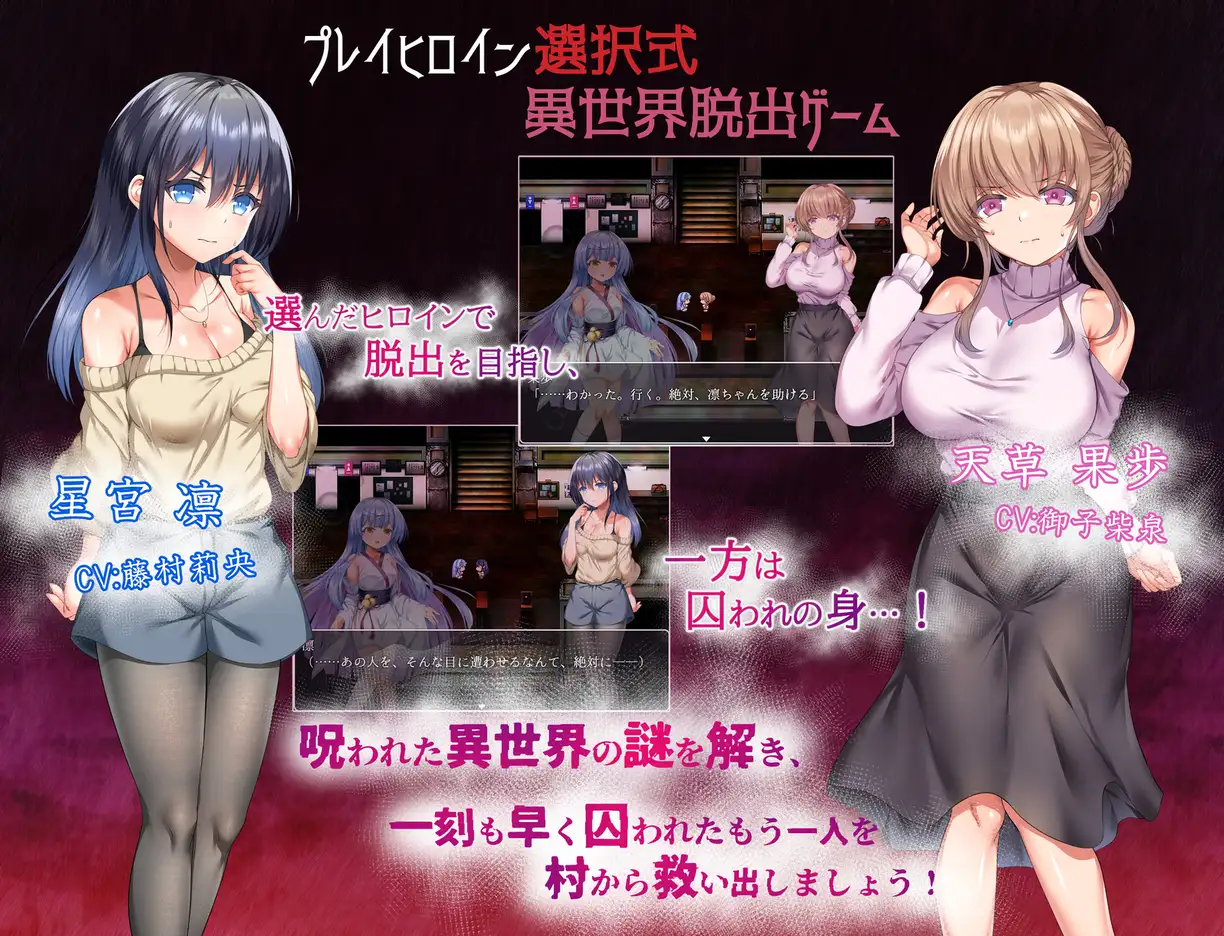 プレイヒロイン選択式
異世界脱出ゲーム
選んだヒロインで
脱出を目指し、
「……わかった。行く。絶対、凛ちゃんを助ける」
星宮 凛
CV:藤村莉央
天草 果歩
CV:御子柴泉
一方は
囚われの身…！
凛
（……あの人を、そんな目に遭わせるなんて、絶対に――）
呪われた異世界の謎を解き、
一刻も早く囚われたもう一人を
村から救い出しましょう！